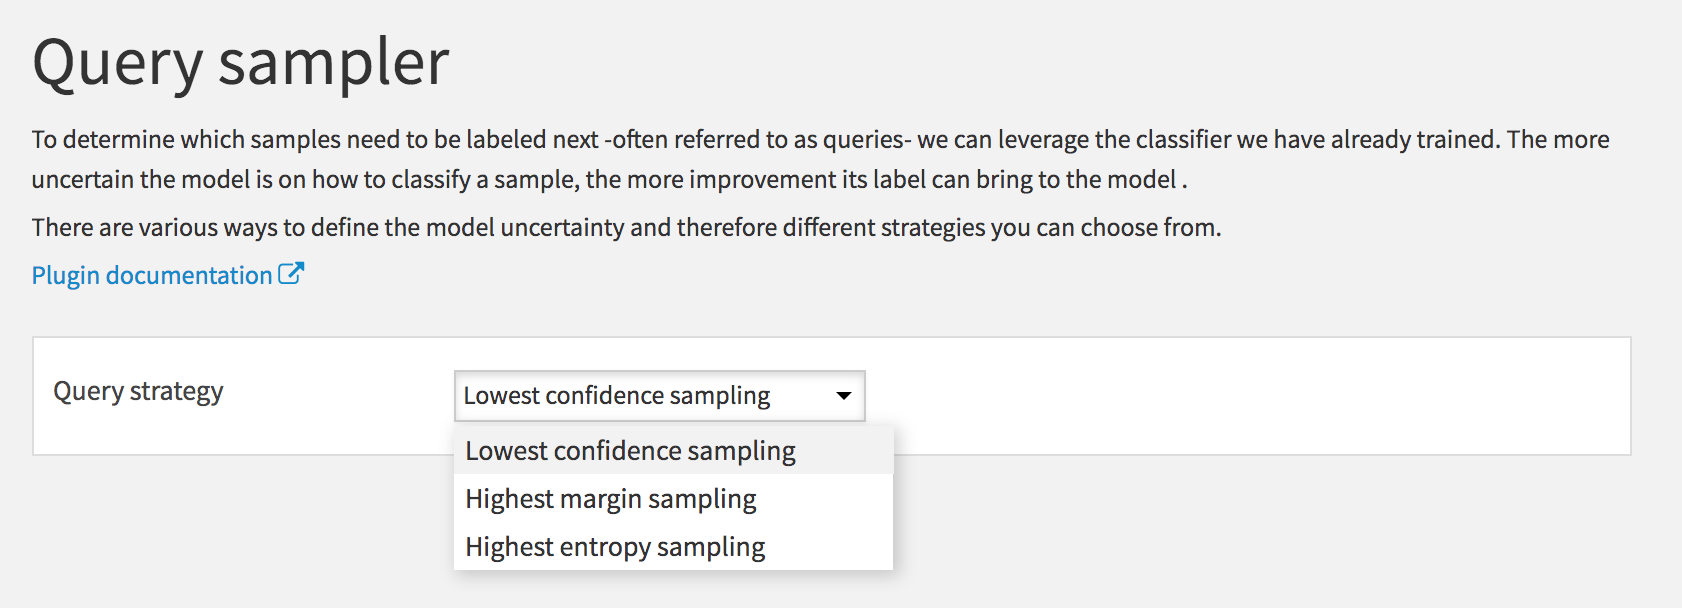 Query sampler
To determine which samples need to be labeled next -often referred to as queries- we can leverage the classifier we have already trained. The more
uncertain the model is on how to classify a sample, the more improvement its label can bring to the model .
There are various ways to define the model uncertainty and therefore different strategies you can choose from.
Plugin documentation
Query strategy
Lowest confidence sampling
Lowest confidence sampling
Highest margin sampling
Highest entropy sampling